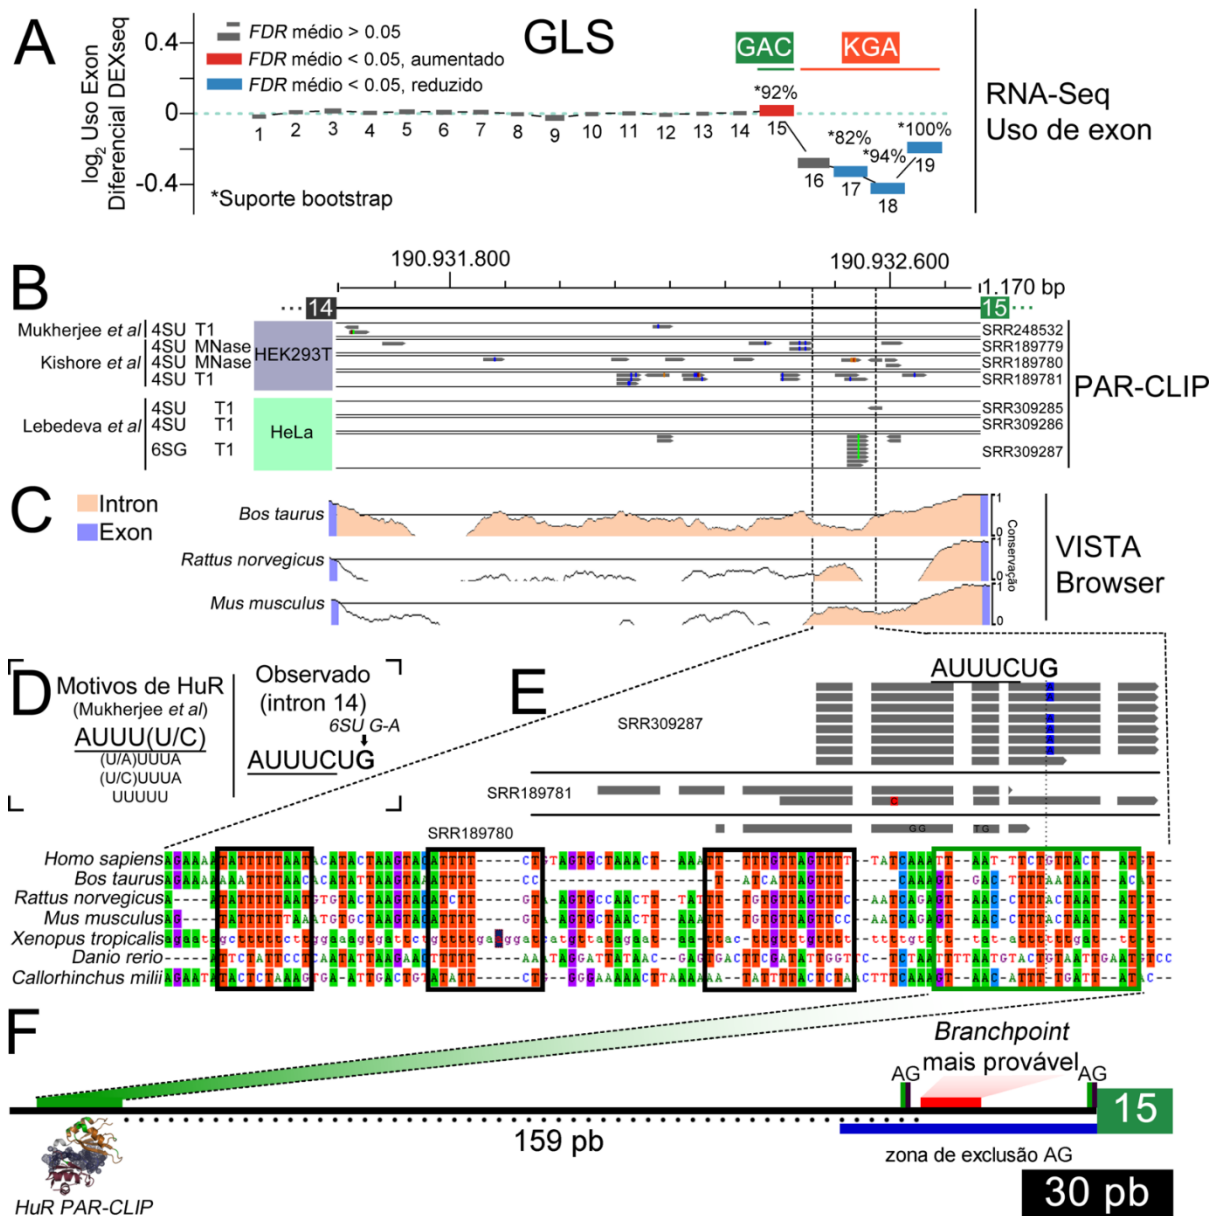 A
GLS
0.4
0
-0.4
log2 Uso Exon
Diferencial DEXseq
FDR médio > 0.05
FDR médio < 0.05, aumentado
FDR médio < 0.05, reduzido
GAC
KGA
*92%
*82%
*94%
*100%
1 2 3 4 5 6 7 8 9 10 11 12 13 14 15 16 17 18 19
*Suporte bootstrap
RNA-Seq
Uso de exon
B
190.931.800
190.932.600
1.170 bp
14
15
Mukherjee et al 4SU T1
Kishore et al
4SU MNase
4SU MNase
4SU T1
HEK293T
Lebedeva et al
4SU T1
4SU T1
6SG T1
HeLa
SRR248532
SRR189779
SRR189780
SRR189781
SRR309285
SRR309286
SRR309287
PAR-CLIP
C
Intron
Exon
Bos taurus
Rattus norvegicus
Mus musculus
1
0
1
0
1
0
Conservação
VISTA
Browser
D
Motivos de HuR
(Mukherjee et al)
AUUU(U/C)
(U/A)UUUA
(U/C)UUUA
UUUUU
Observado
(intron 14)
6SU G-A
AUUUCUG
E
AUUUCUG
SRR309287
SRR189781
C
SRR189780
GG TG
Homo sapiens
Bos taurus
Rattus norvegicus
Mus musculus
Xenopus tropicalis
Danio rerio
Callorhinchus milii
F
Branchpoint
mais provável
AG
AG
15
159 pb
zona de exclusão AG
HuR PAR-CLIP
30 pb